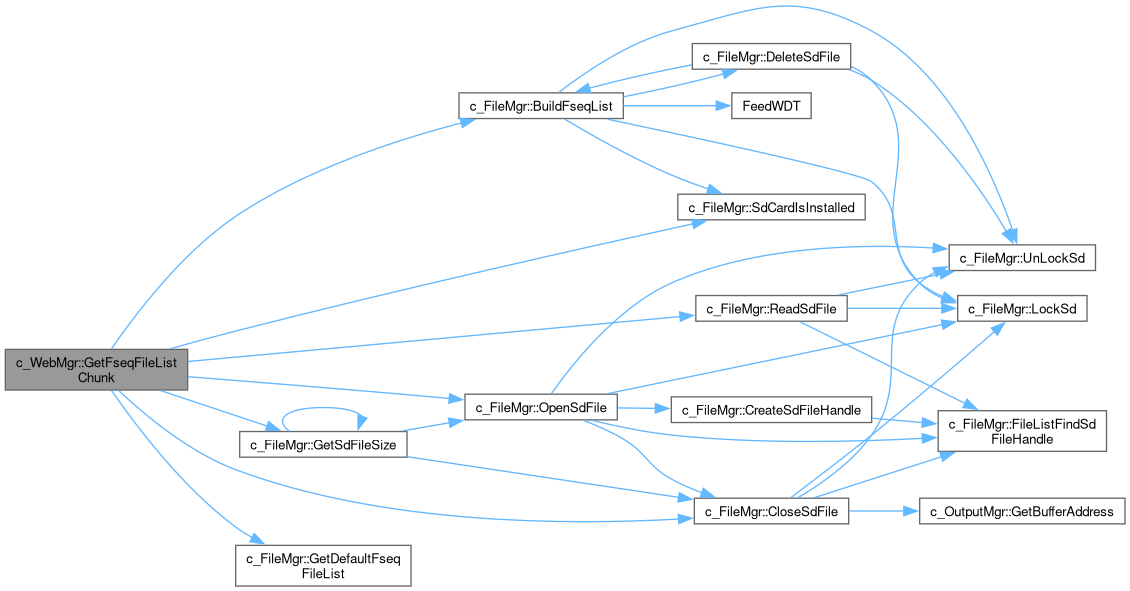 c_FileMgr::DeleteSdFile
c_FileMgr::BuildFseqList
FeedWDT
c_FileMgr::SdCardIsInstalled
c_FileMgr::UnLockSd
c_FileMgr::ReadSdFile
c_FileMgr::LockSd
c_WebMgr::GetFseqFileList
Chunk
c_FileMgr::OpenSdFile
c_FileMgr::CreateSdFileHandle
c_FileMgr::FileListFindSd
FileHandle
c_FileMgr::GetSdFileSize
c_FileMgr::CloseSdFile
c_OutputMgr::GetBufferAddress
c_FileMgr::GetDefaultFseq
FileList